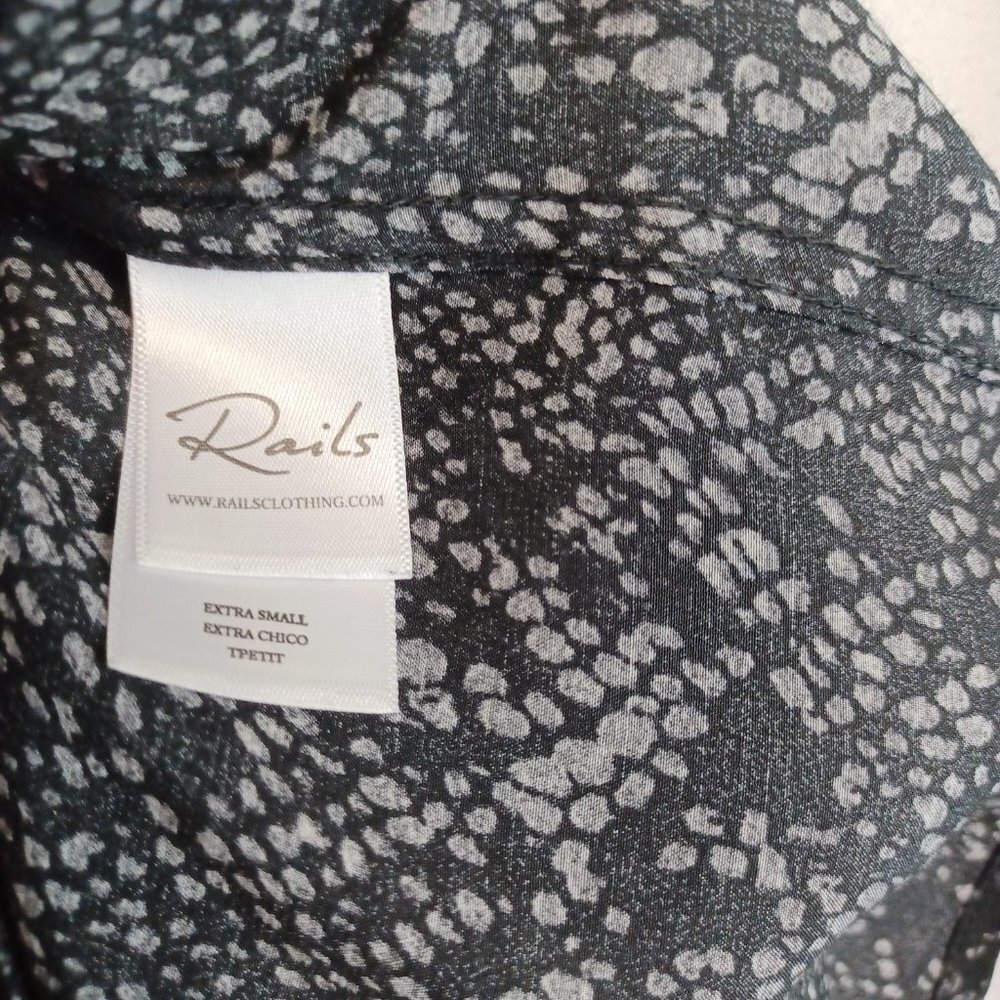 Rails
WWW.RAILSCLOTHING.COM
EXTRA SMALL
EXTRA CHICO
TPETIT